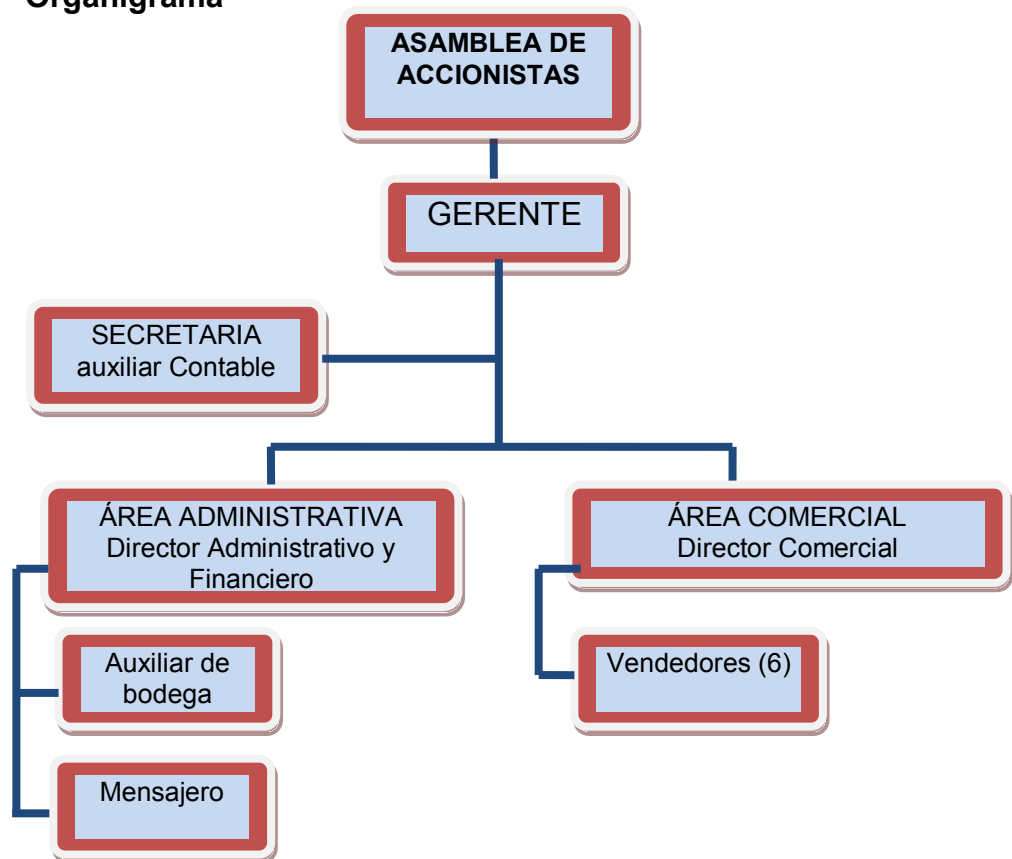 Organigrama
ASAMBLEA DE
ACCIONISTAS
GERENTE
SECRETARIA
auxiliar Contable
ÁREA ADMINISTRATIVA
Director Administrativo y
Financiero
ÁREA COMERCIAL
Director Comercial
Auxiliar de
bodega
Vendedores (6)
Mensajero